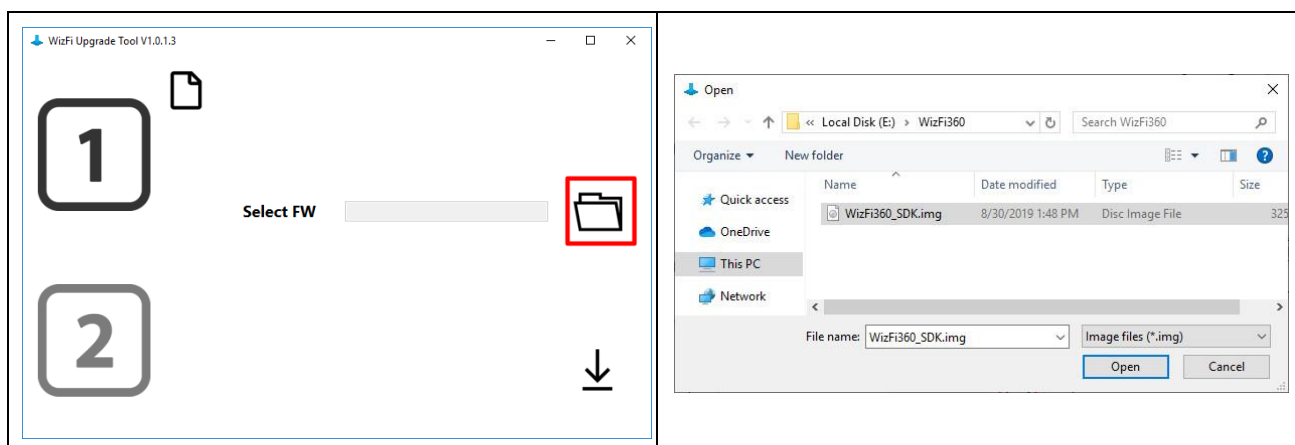 WizFi Upgrade Tool V1.0.1.3
1
Select FW
2
Open
« Local Disk (E:) › WizFi360
Search WizFi360
Organize
New folder
Name
Date modified
Type
Size
Quick access
OneDrive
This PC
Network
WizFi360_SDK.img
8/30/2019 1:48 PM
Disc Image File
325
File name:
WizFi360_SDK.img
Image files (*.img)
Open
Cancel